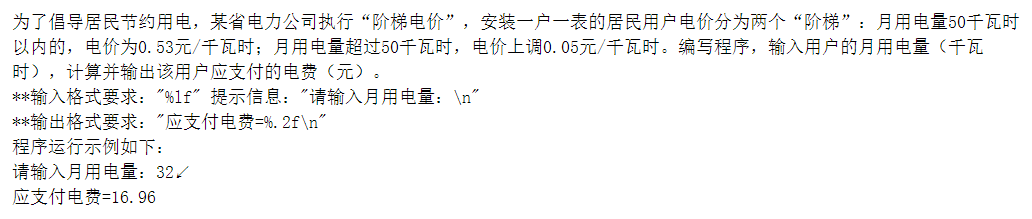 为了倡导居民节约用电，某省电力公司执行“阶梯电价”，安装一户一表的居民用户电价分为两个“阶梯”：月用电量50千瓦时
以内的，电价为0.53元/千瓦时；月用电量超过50千瓦时，电价上调0.05元/千瓦时。编写程序，输入用户的月用电量（千瓦
时），计算并输出该用户应支付的电费（元）。
**输入格式要求："%lf" 提示信息："请输入月用电量：\n"
**输出格式要求："应支付电费=%.2f\n"
程序运行示例如下：
请输入月用电量：32↙
应支付电费=16.96